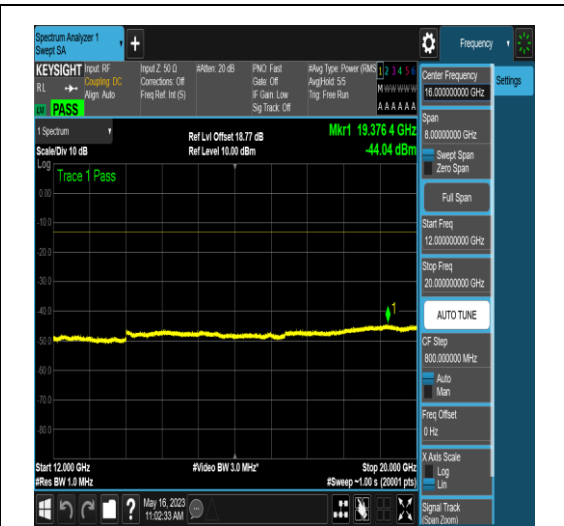 Spectrum Analyzer 1
Swept SA
Frequency
KEYSIGHT
Input: RF
Coupling: DC
Align: Auto
RL
PASS
Input Z: 50 Ω
Corrections: Off
Freq Ref: Int (S)
#Atten: 20 dB
PNO: Fast
Gate: Off
IF Gain: Low
Sig Track: Off
#Avg Type: Power (RMS
Avg|Hold: 5/5
Trig: Free Run
1 2 3 4 5 6
M W W W W W
A A A A A A
1 Spectrum
Scale/Div 10 dB
Ref Lvl Offset 18.77 dB
Ref Level 10.00 dBm
Mkr1 19.376 4 GHz
-44.04 dBm
Log
Trace 1 Pass
0.00
-10.0
-20.0
-30.0
-40.0
-50.0
-60.0
-70.0
-80.0
1
Start 12.000 GHz
#Res BW 1.0 MHz
#Video BW 3.0 MHz*
Stop 20.000 GHz
#Sweep ~1.00 s (20001 pts)
May 16, 2023
11:02:33 AM
Center Frequency
16.000000000 GHz
Settings
Span
8.00000000 GHz
Swept Span
Zero Span
Full Span
Start Freq
12.000000000 GHz
Stop Freq
20.000000000 GHz
AUTO TUNE
CF Step
800.000000 MHz
Auto
Man
Freq Offset
0 Hz
X Axis Scale
Log
Lin
Signal Track
(Span Zoom)